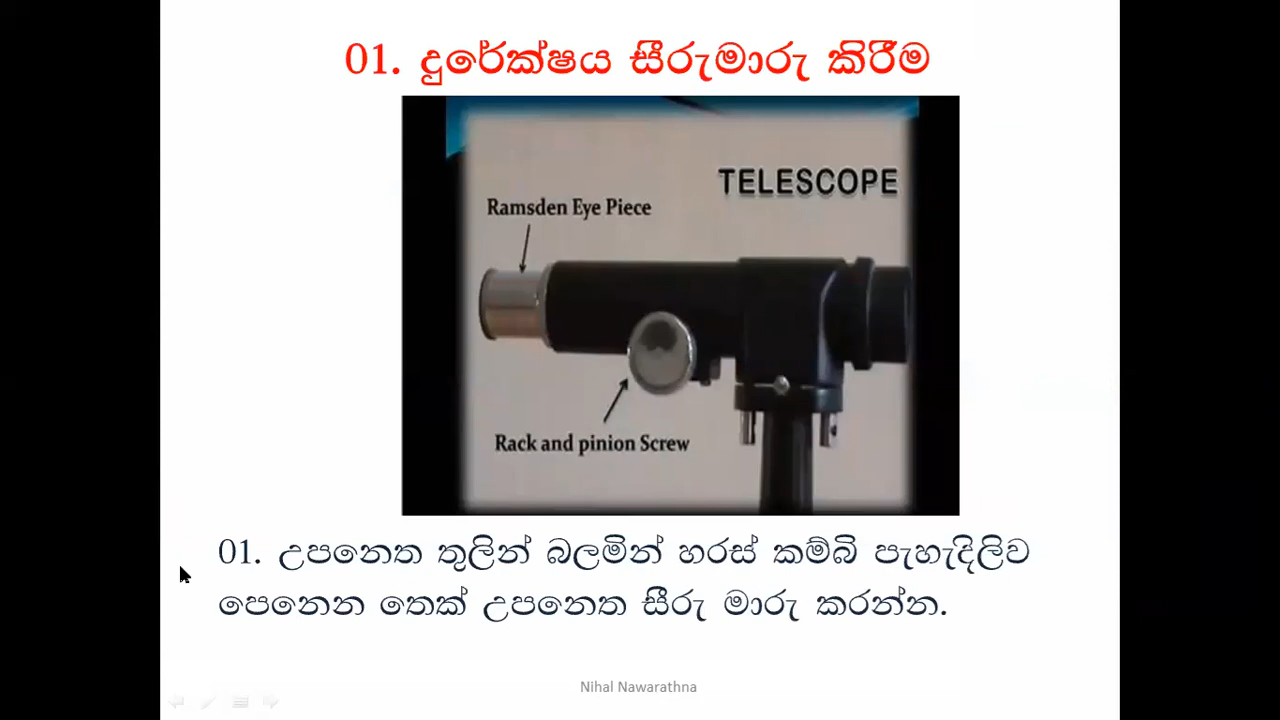 01. දුරේක්ෂය සීරුමාරු කිරීම
TELESCOPE
Ramsden Eye Piece
Rack and pinion Screw
01. උපනෙත තුලින් බලමින් හරස් කම්බි පැහැදිලිව
පෙනෙන තෙක් උපනෙත සීරු මාරු කරන්න.
Nihal Nawarathna